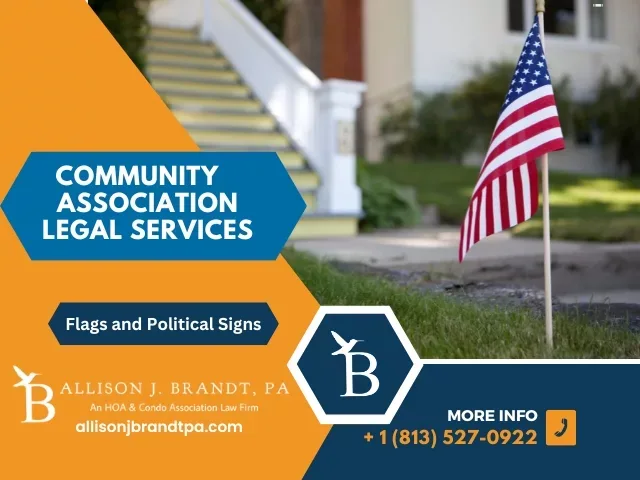 COMMUNITY
ASSOCIATION
LEGAL SERVICES
Flags and Political Signs
B
ALLISON J. BRANDT, PA
An HOA & Condo Association Law Firm
allisonjbrandtpa.com
B
MORE INFO
+ 1 (813) 527-0922